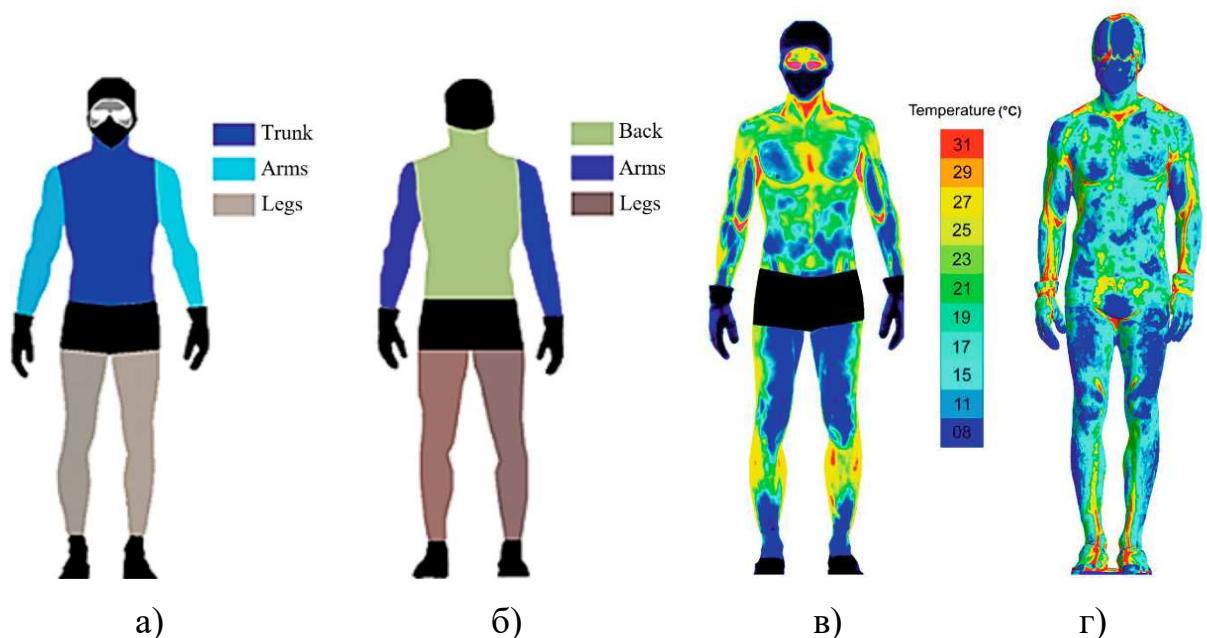 Trunk
Arms
Legs
Back
Arms
Legs
Temperature (°C)
31
29
27
25
23
21
19
17
15
11
08
а)
б)
в)
г)